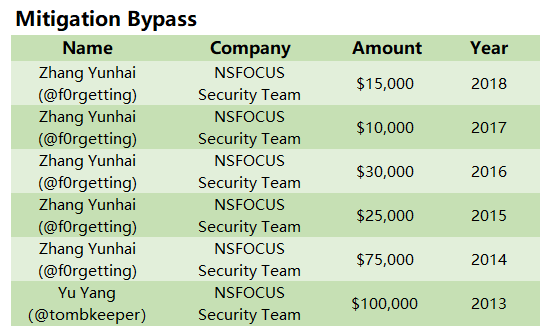 Mitigation Bypass
Name Company Amount Year
Zhang Yunhai (@f0rgetting) NSFOCUS Security Team $15,000 2018
Zhang Yunhai (@f0rgetting) NSFOCUS Security Team $10,000 2017
Zhang Yunhai (@f0rgetting) NSFOCUS Security Team $30,000 2016
Zhang Yunhai (@f0rgetting) NSFOCUS Security Team $25,000 2015
Zhang Yunhai (@f0rgetting) NSFOCUS Security Team $75,000 2014
Yu Yang (@tombkeeper) NSFOCUS Security Team $100,000 2013